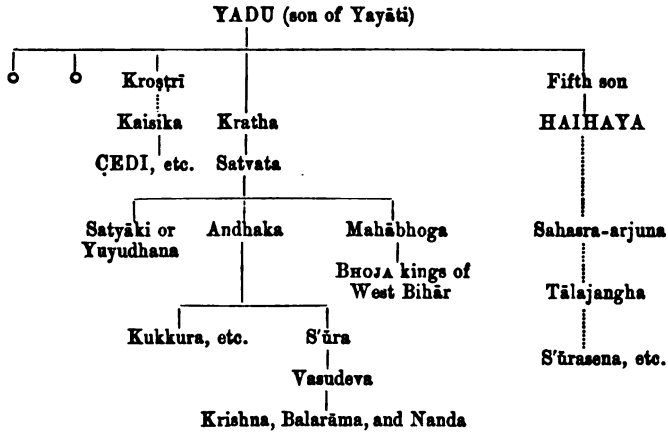 YADŪ (son of Yayāti)
Kroṣṭrī Fifth son
Kaisika Kratha HAIHAYA
ÇEDI, etc. Satvata
Satyāki or Andhaka Mahābhoga Sahasra-arjuna
Yuyudhana
BHOJA kings of
West Bihār Tālajangha
Kukkura, etc. S'ūra
S'ūrasena, etc.
Vasudeva
Krishna, Balarāma, and Nanda